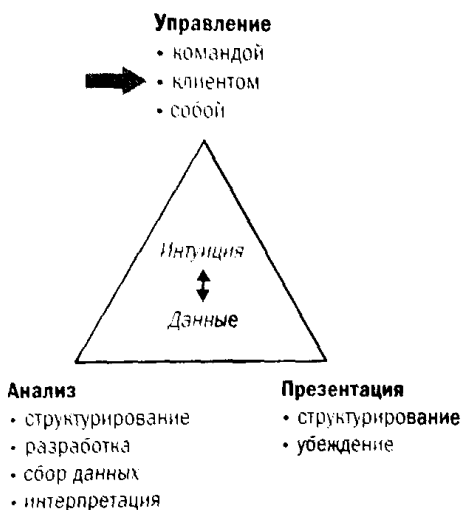 Управление
• командой
• клиентом
• собой
Интуиция
Данные
Анализ
• структурирование
• разработка
• сбор данных
• интерпретация
Презентация
• структурирование
• убеждение